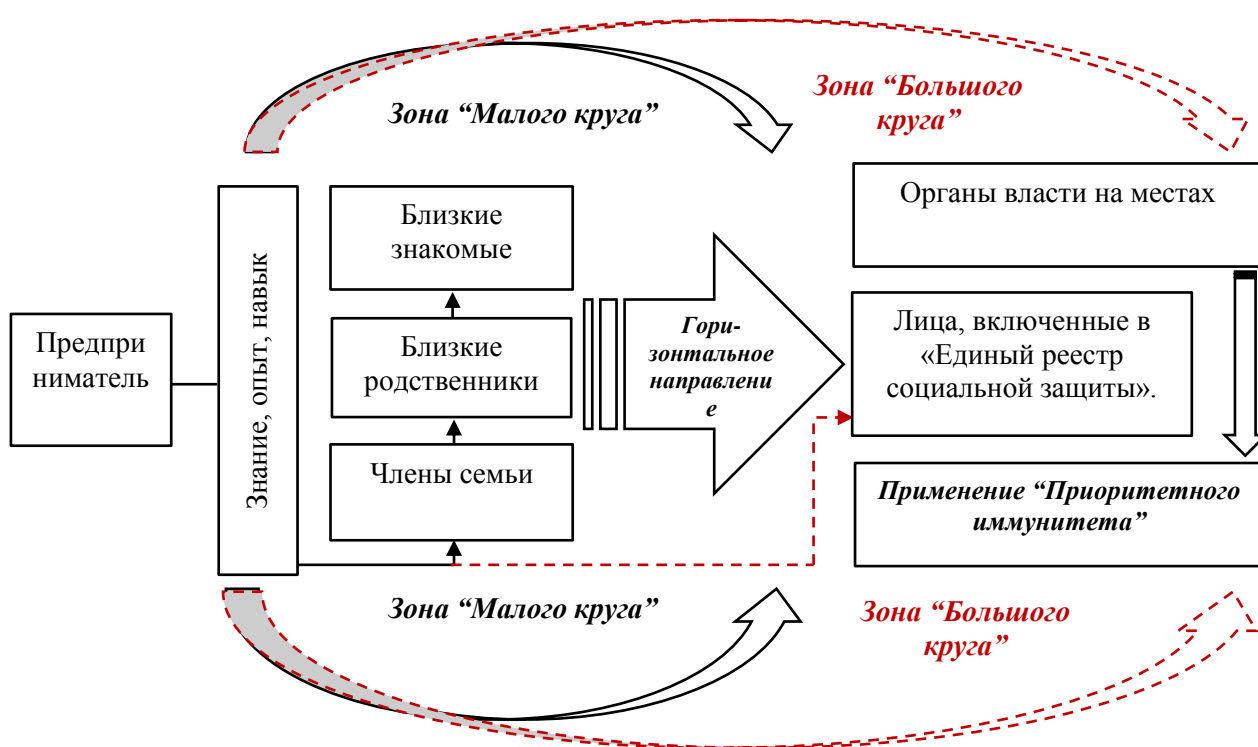 Зона “Малого круга”
Зона “Большого
круга”
Предпри
ниматель
Знание, опыт, навык
Близкие
знакомые
Близкие
родственники
Члены семьи
Гори-
зонтальное
направлени
е
Органы власти на местах
Лица, включенные в
«Единый реестр
социальной защиты».
Применение “Приоритетного
иммунитета”
Зона “Малого круга”
Зона “Большого
круга”